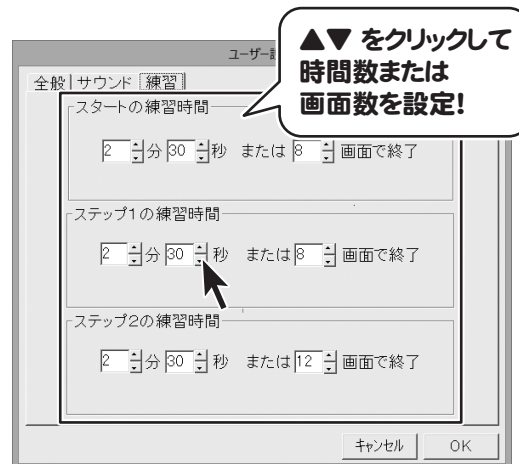 ユーザー設
▲▼ をクリックして
時間数または
画面数を設定!
全般 サウンド 練習
スタートの練習時間
2 分 30 秒 または 8 画面で終了
ステップ1の練習時間
2 分 30 秒 または 8 画面で終了
ステップ2の練習時間
2 分 30 秒 または 12 画面で終了
キャンセル OK